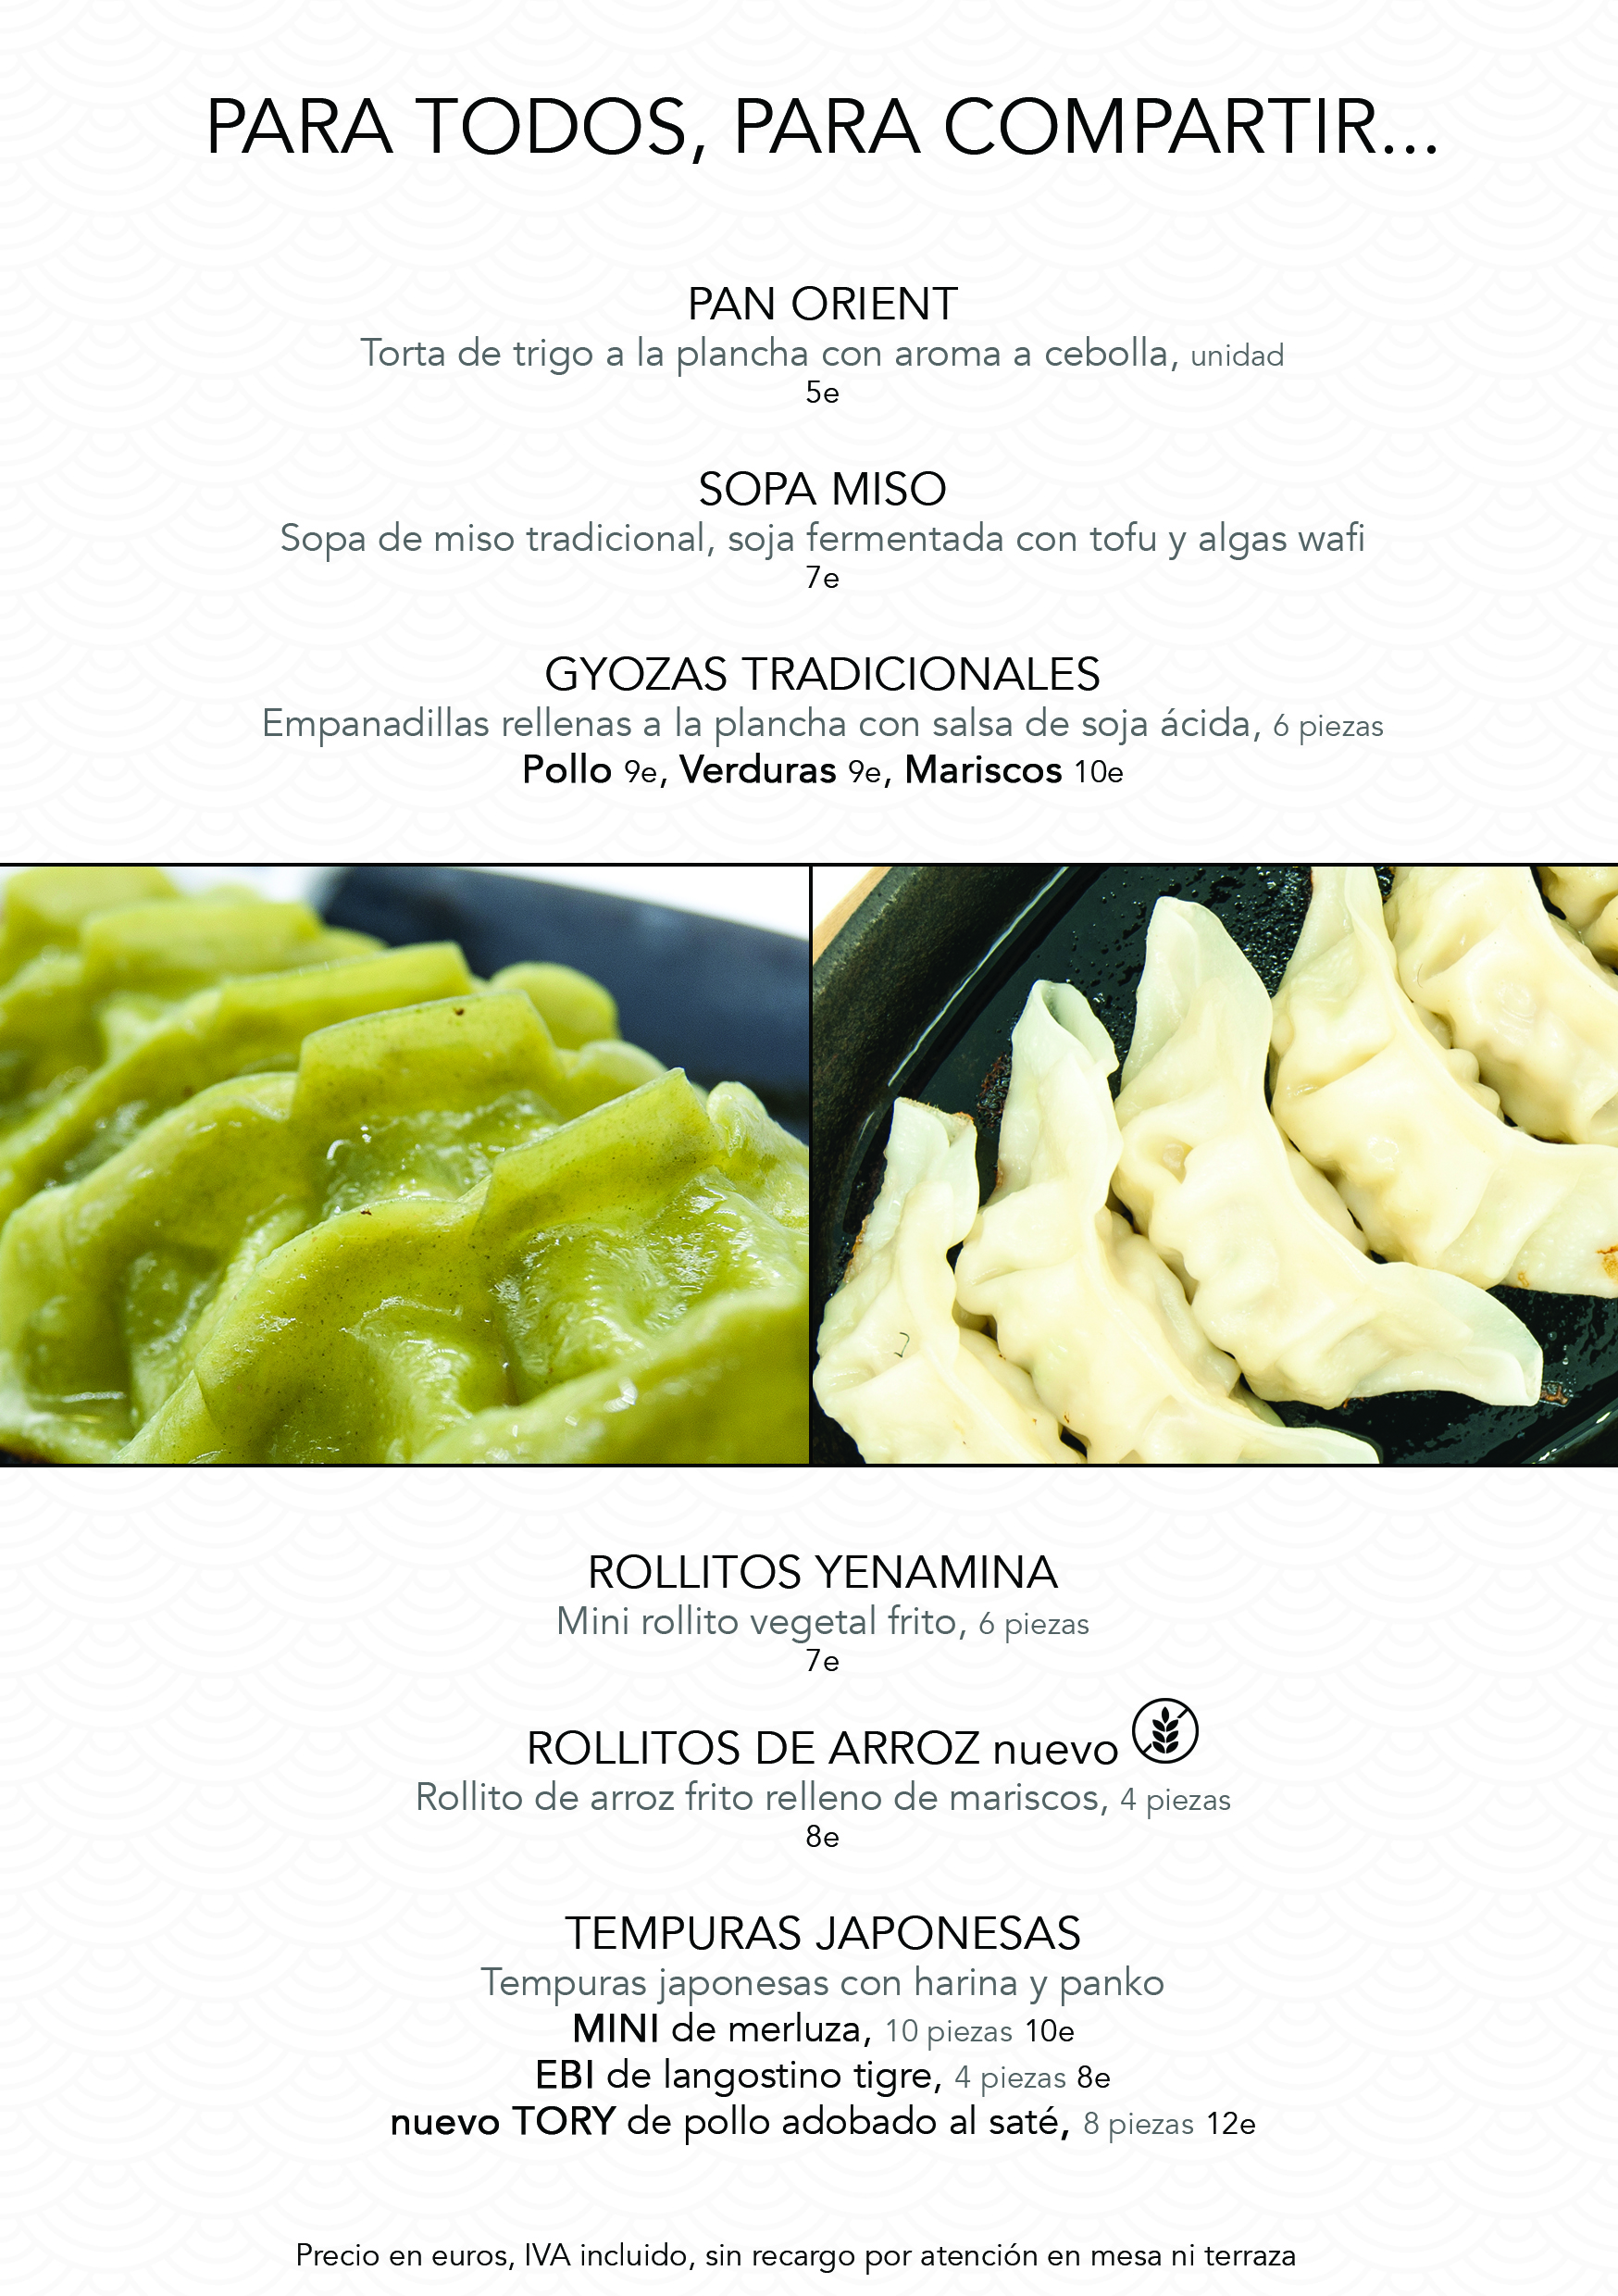 PARA TODOS, PARA COMPARTIR...
PAN ORIENT
Torta de trigo a la plancha con aroma a cebolla, unidad
5e
SOPA MISO
Sopa de miso tradicional, soja fermentada con tofu y algas wafi
7e
GYOZAS TRADICIONALES
Empanadillas rellenas a la plancha con salsa de soja ácida, 6 piezas
Pollo 9e, Verduras 9e, Mariscos 10e
ROLLITOS YENAMINA
Mini rollito vegetal frito, 6 piezas
7e
ROLLITOS DE ARROZ nuevo
Rollito de arroz frito relleno de mariscos, 4 piezas
8e
TEMPURAS JAPONESAS
Tempuras japonesas con harina y panko
MINI de merluza, 10 piezas 10e
EBI de langostino tigre, 4 piezas 8e
nuevo TORY de pollo adobado al saté, 8 piezas 12e
Precio en euros, IVA incluido, sin recargo por atención en mesa ni terraza